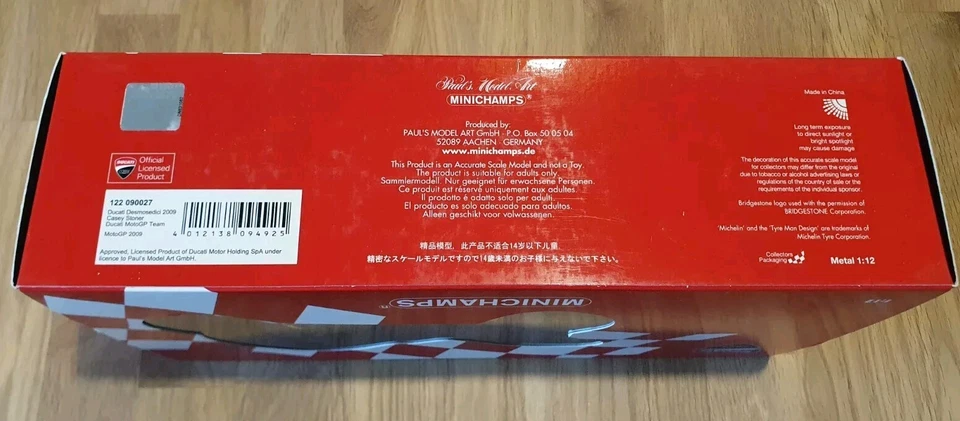 Paul's Model Art
MINICHAMPS®
Produced by:
PAUL'S MODEL ART GmbH · P.O. Box 50 05 04
52089 AACHEN · GERMANY
www.minichamps.de
This Product is an Accurate Scale Model and not a Toy.
The product is suitable for adults only.
Sammlermodell. Nur geeignet für erwachsene Personen.
Ce produit est réservé uniquement aux adultes.
Il prodotto è adatto solo per adulti.
El producto es solo adecuado para adultos.
Alleen geschikt voor volwassenen.
精品模型，此产品不适合14岁以下儿童.
精密なスケールモデルですので14歳未満のお子様に与えないで下さい。
DUCATI
Official
Licensed
Product
122 090027
Ducati Desmosedici 2009
Casey Stoner
Ducati MotoGP Team
MotoGP 2009
4 012138 094925
Approved, Licensed Product of Ducati Motor Holding SpA under
licence to Paul's Model Art GmbH.
Made in China
Long term exposure
to direct sunlight or
bright spotlight
may cause damage
The decoration of this accurate scale model
for collectors may differ from the original
due to tobacco or alcohol advertising laws or
regulations of the country of sale or the
requirements of the individual sponsor.
Bridgestone logo used with the permission of
BRIDGESTONE Corporation.
'Michelin' and the 'Tyre Man Design' are trademarks of
Michelin Tyre Corporation.
Collectors
Packaging
Metal 1:12
MINICHAMPS®